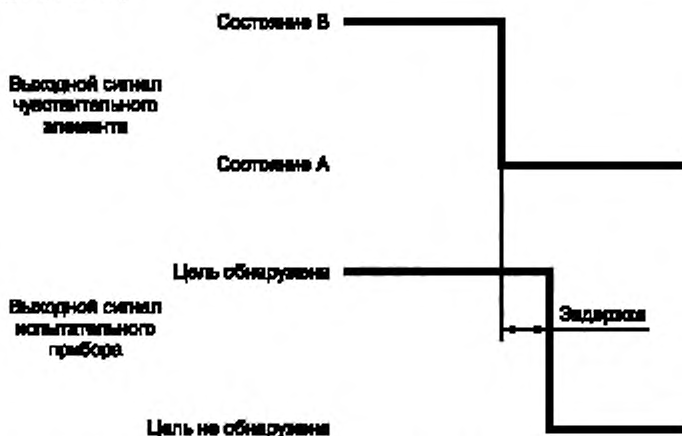 Состояние В
Выходной сигнал
чувствительного
элемента
Состояние А
Цель обнаружена
Выходной сигнал
испытательного
прибора
Задержка
Цель не обнаружена